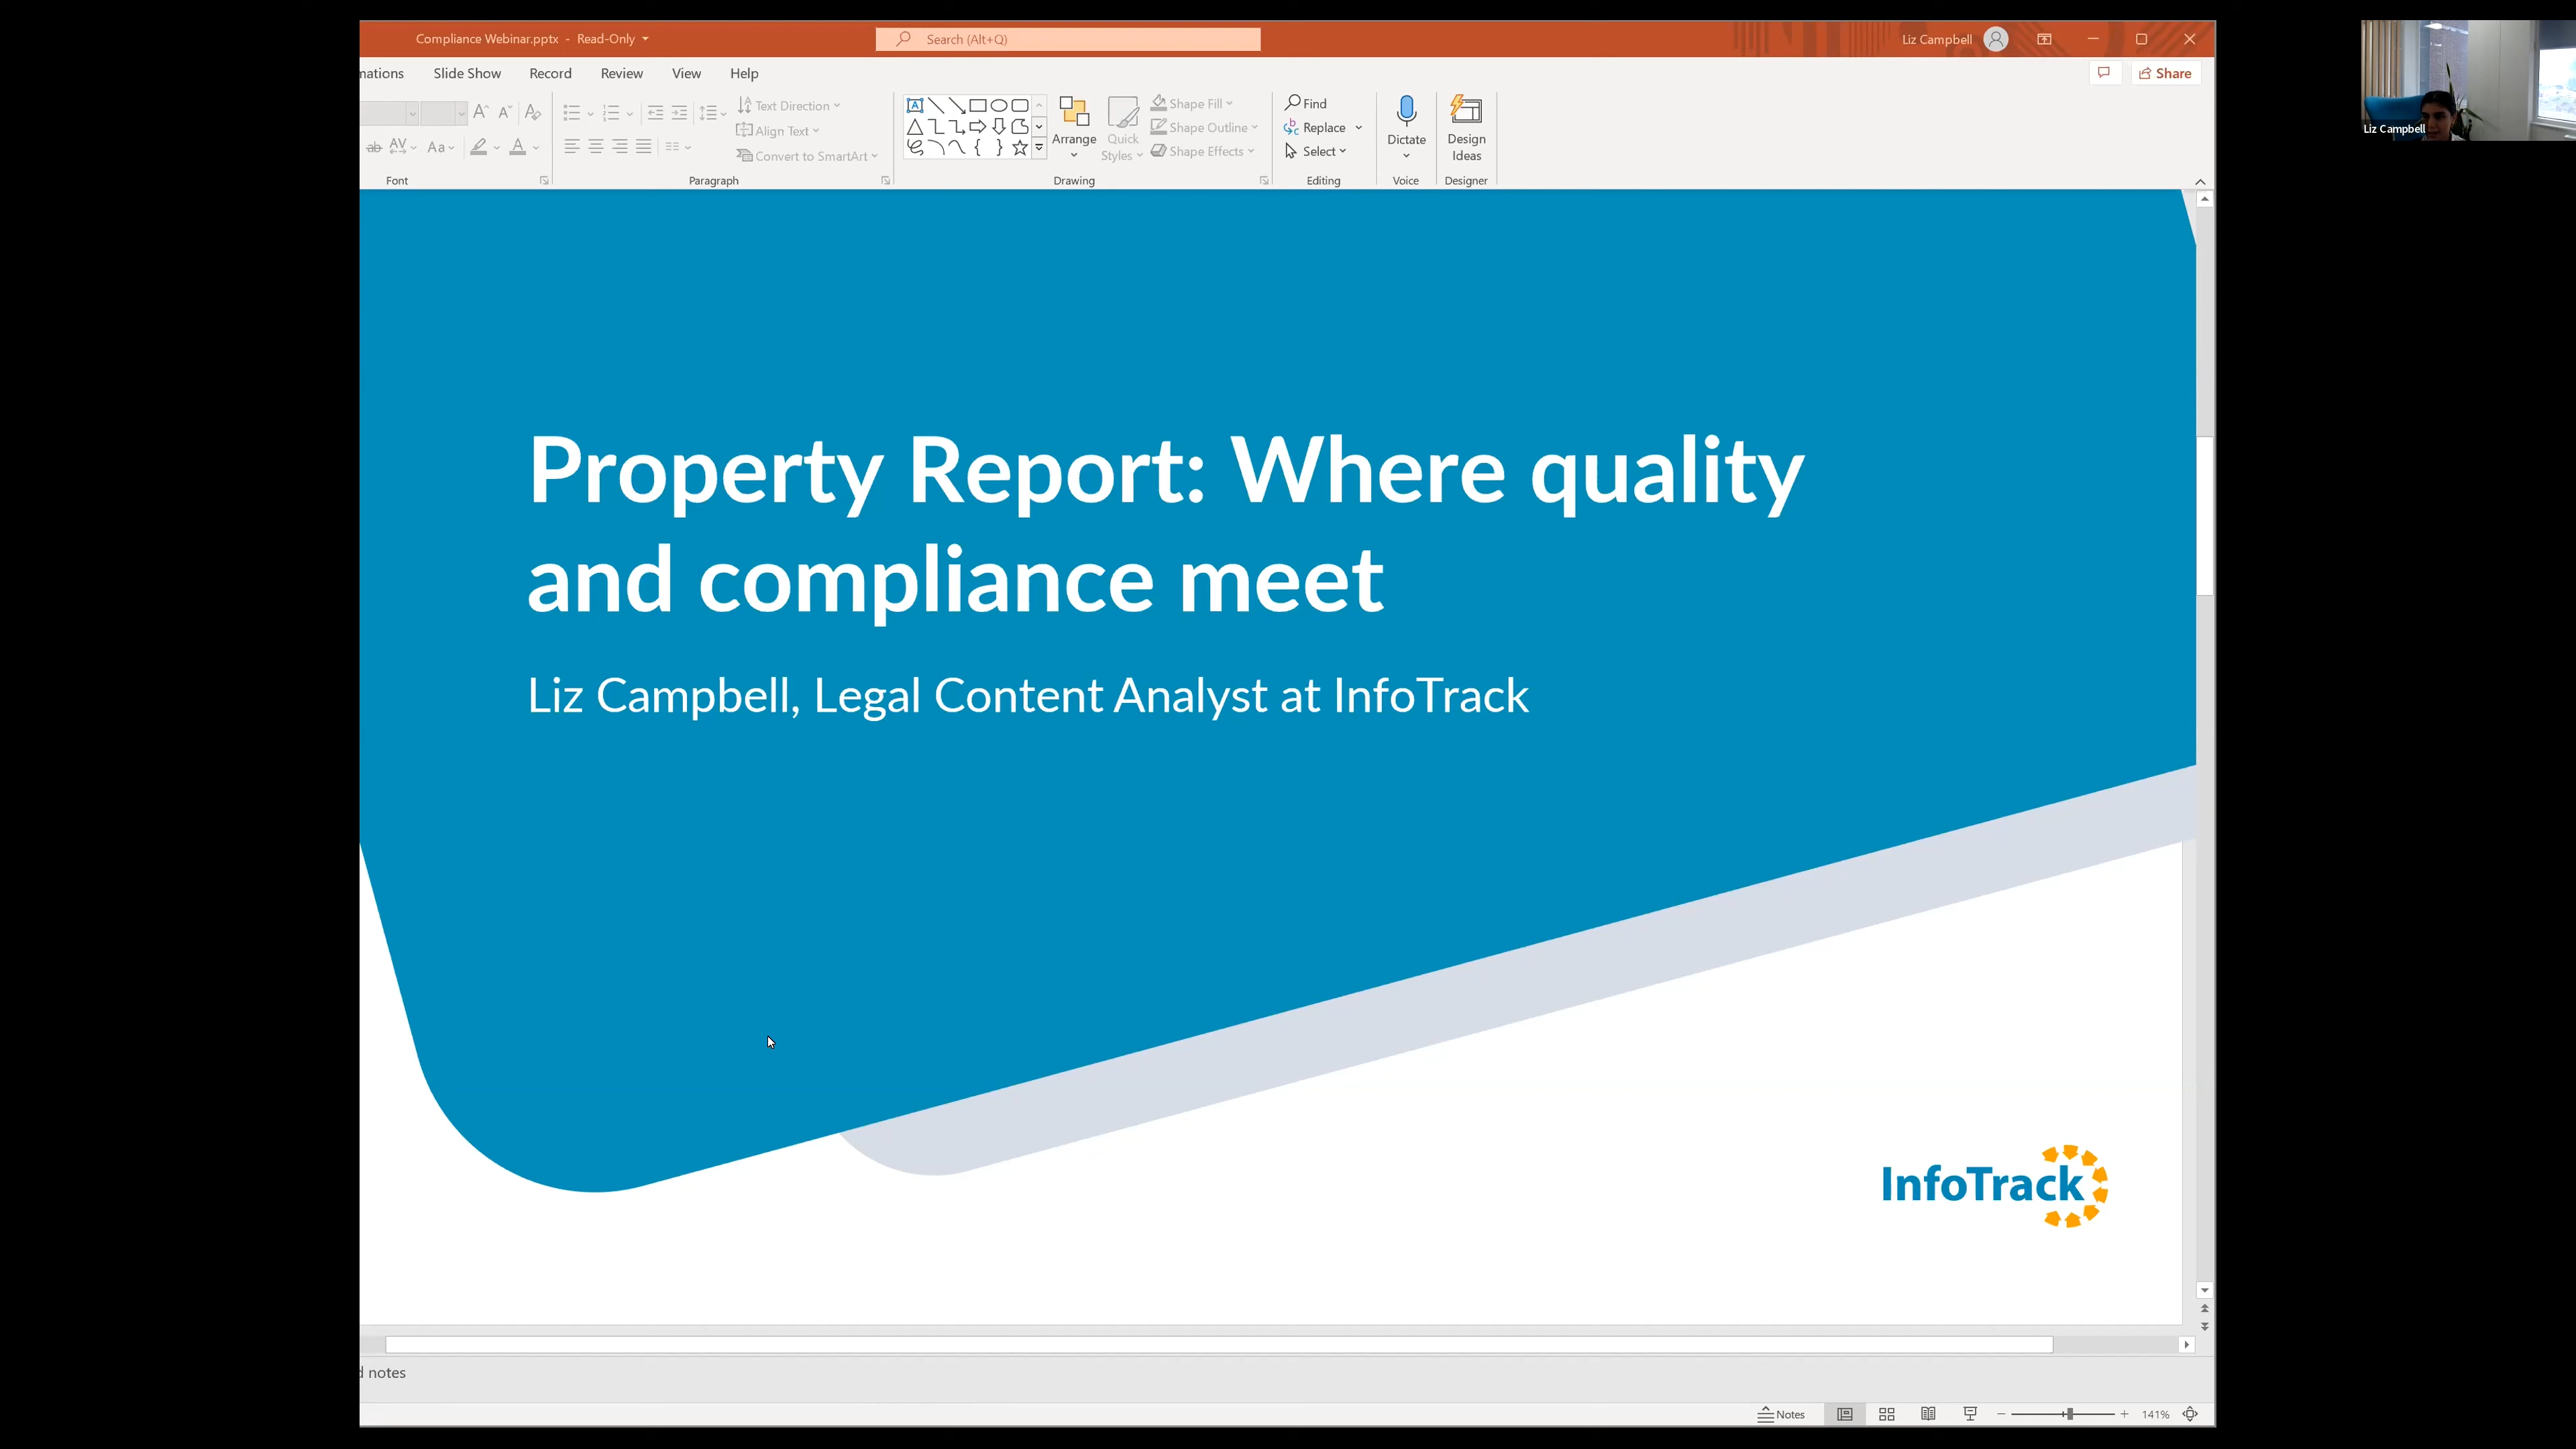 Compliance Webinar.pptx - Read-Only
Search (Alt+Q)
Liz Campbell
nations Slide Show Record Review View Help
Share
Text Direction
Align Text
Convert to SmartArt
Font
Paragraph
Arrange
Quick Styles
Shape Fill
Shape Outline
Shape Effects
Drawing
Find
Replace
Select
Editing
Dictate
Voice
Design Ideas
Designer
Liz Campbell
Property Report: Where quality
and compliance meet
Liz Campbell, Legal Content Analyst at InfoTrack
InfoTrack
d notes
Notes
141%